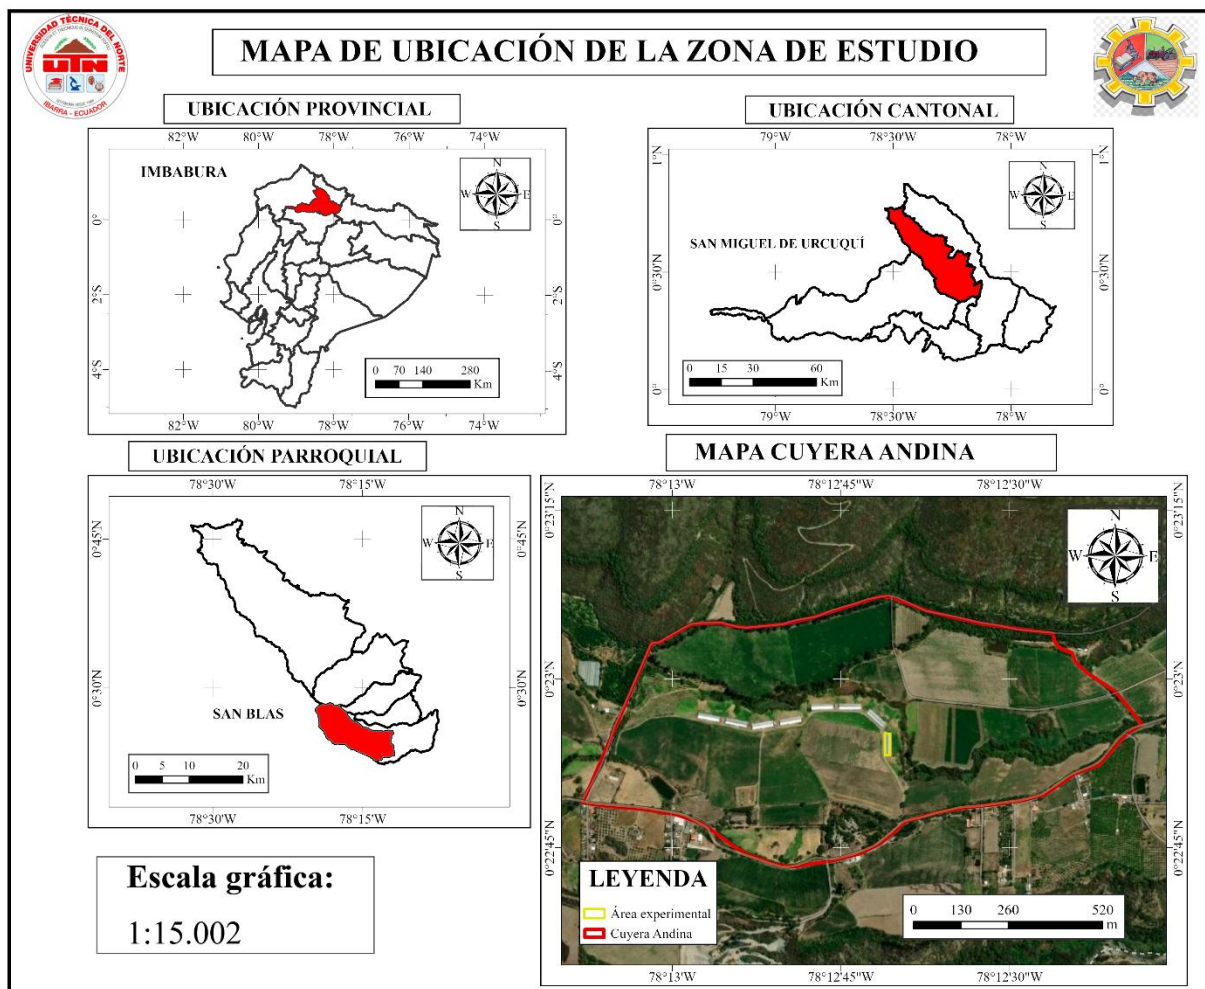 UNIVERSIDAD TÉCNICA DEL NORTE
UTN
IBARRA - ECUADOR
MAPA DE UBICACIÓN DE LA ZONA DE ESTUDIO
UBICACIÓN PROVINCIAL
82°W 80°W 78°W 76°W 74°W
IMBABURA
N
W E
S
0° 0°
2°S 2°S
4°S 4°S
0 70 140 280
Km
82°W 80°W 78°W 76°W 74°W
UBICACIÓN CANTONAL
79°W 78°30'W 78°W
1°N 1°N
N
W E
S
SAN MIGUEL DE URCUQUÍ
0°30'N 0°30'N
0 15 30 60
Km
0° 0°
79°W 78°30'W 78°W
UBICACIÓN PARROQUIAL
78°30'W 78°15'W
N
W E
S
0°45'N 0°45'N
0°30'N 0°30'N
SAN BLAS
0 5 10 20
Km
78°30'W 78°15'W
MAPA CUYERA ANDINA
78°13'W 78°12'45"W 78°12'30"W
0°23'15"N 0°23'15"N
N
W E
S
0°23'N 0°23'N
0°22'45"N 0°22'45"N
LEYENDA
Área experimental
Cuyera Andina
0 130 260 520
m
78°13'W 78°12'45"W 78°12'30"W
Escala gráfica:
1:15.002